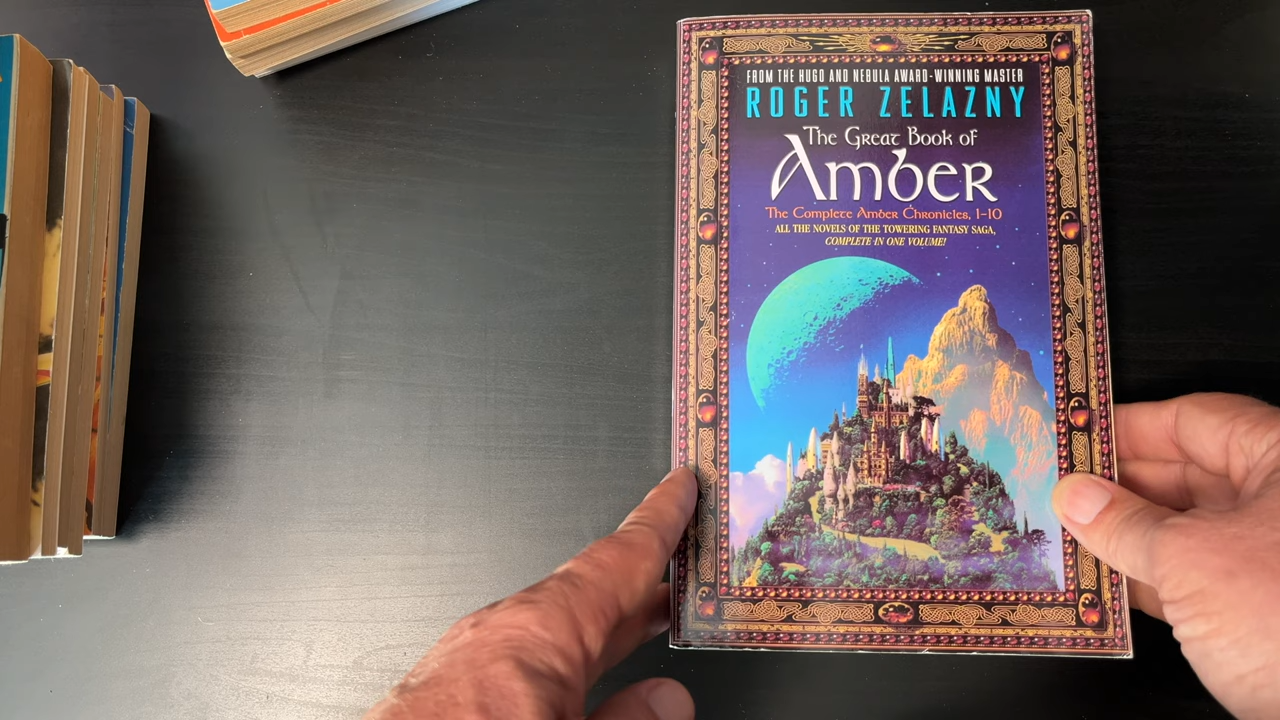 FROM THE HUGO AND NEBULA AWARD-WINNING MASTER
ROGER ZELAZNY
The Great Book of
Amber
The Complete Amber Chronicles, 1-10
ALL THE NOVELS OF THE TOWERING FANTASY SAGA,
COMPLETE IN ONE VOLUME!